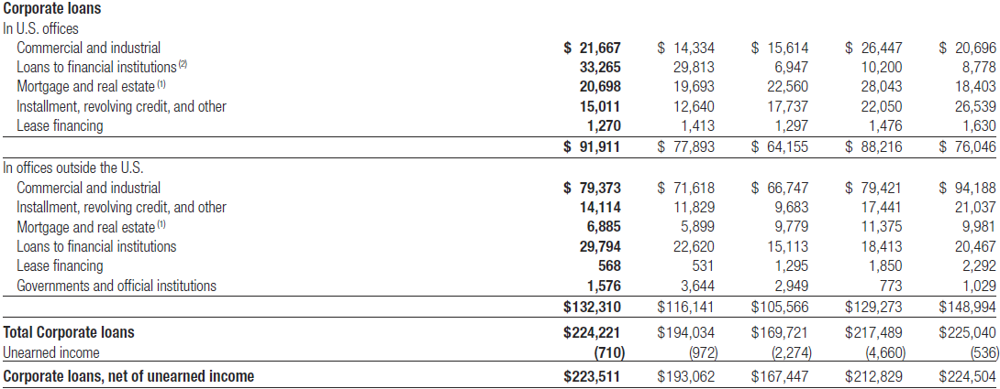 Corporate loans
In U.S. offices
Commercial and industrial $ 21,667 $ 14,334 $ 15,614 $ 26,447 $ 20,696
Loans to financial institutions (2) 33,265 29,813 6,947 10,200 8,778
Mortgage and real estate (1) 20,698 19,693 22,560 28,043 18,403
Installment, revolving credit, and other 15,011 12,640 17,737 22,050 26,539
Lease financing 1,270 1,413 1,297 1,476 1,630
$ 91,911 $ 77,893 $ 64,155 $ 88,216 $ 76,046
In offices outside the U.S.
Commercial and industrial $ 79,373 $ 71,618 $ 66,747 $ 79,421 $ 94,188
Installment, revolving credit, and other 14,114 11,829 9,683 17,441 21,037
Mortgage and real estate (1) 6,885 5,899 9,779 11,375 9,981
Loans to financial institutions 29,794 22,620 15,113 18,413 20,467
Lease financing 568 531 1,295 1,850 2,292
Governments and official institutions 1,576 3,644 2,949 773 1,029
$132,310 $116,141 $105,566 $129,273 $148,994
Total Corporate loans $224,221 $194,034 $169,721 $217,489 $225,040
Unearned income (710) (972) (2,274) (4,660) (536)
Corporate loans, net of unearned income $223,511 $193,062 $167,447 $212,829 $224,504